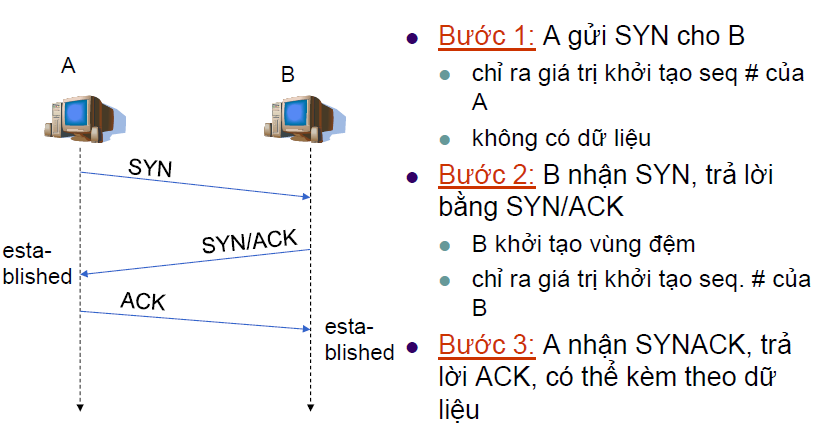 A
B
SYN
SYN/ACK
esta-
blished
ACK
esta-
blished
Bước 1: A gửi SYN cho B
chỉ ra giá trị khởi tạo seq # của
A
không có dữ liệu
Bước 2: B nhận SYN, trả lời
bằng SYN/ACK
B khởi tạo vùng đệm
chỉ ra giá trị khởi tạo seq. # của
B
Bước 3: A nhận SYNACK, trả
lời ACK, có thể kèm theo dữ
liệu